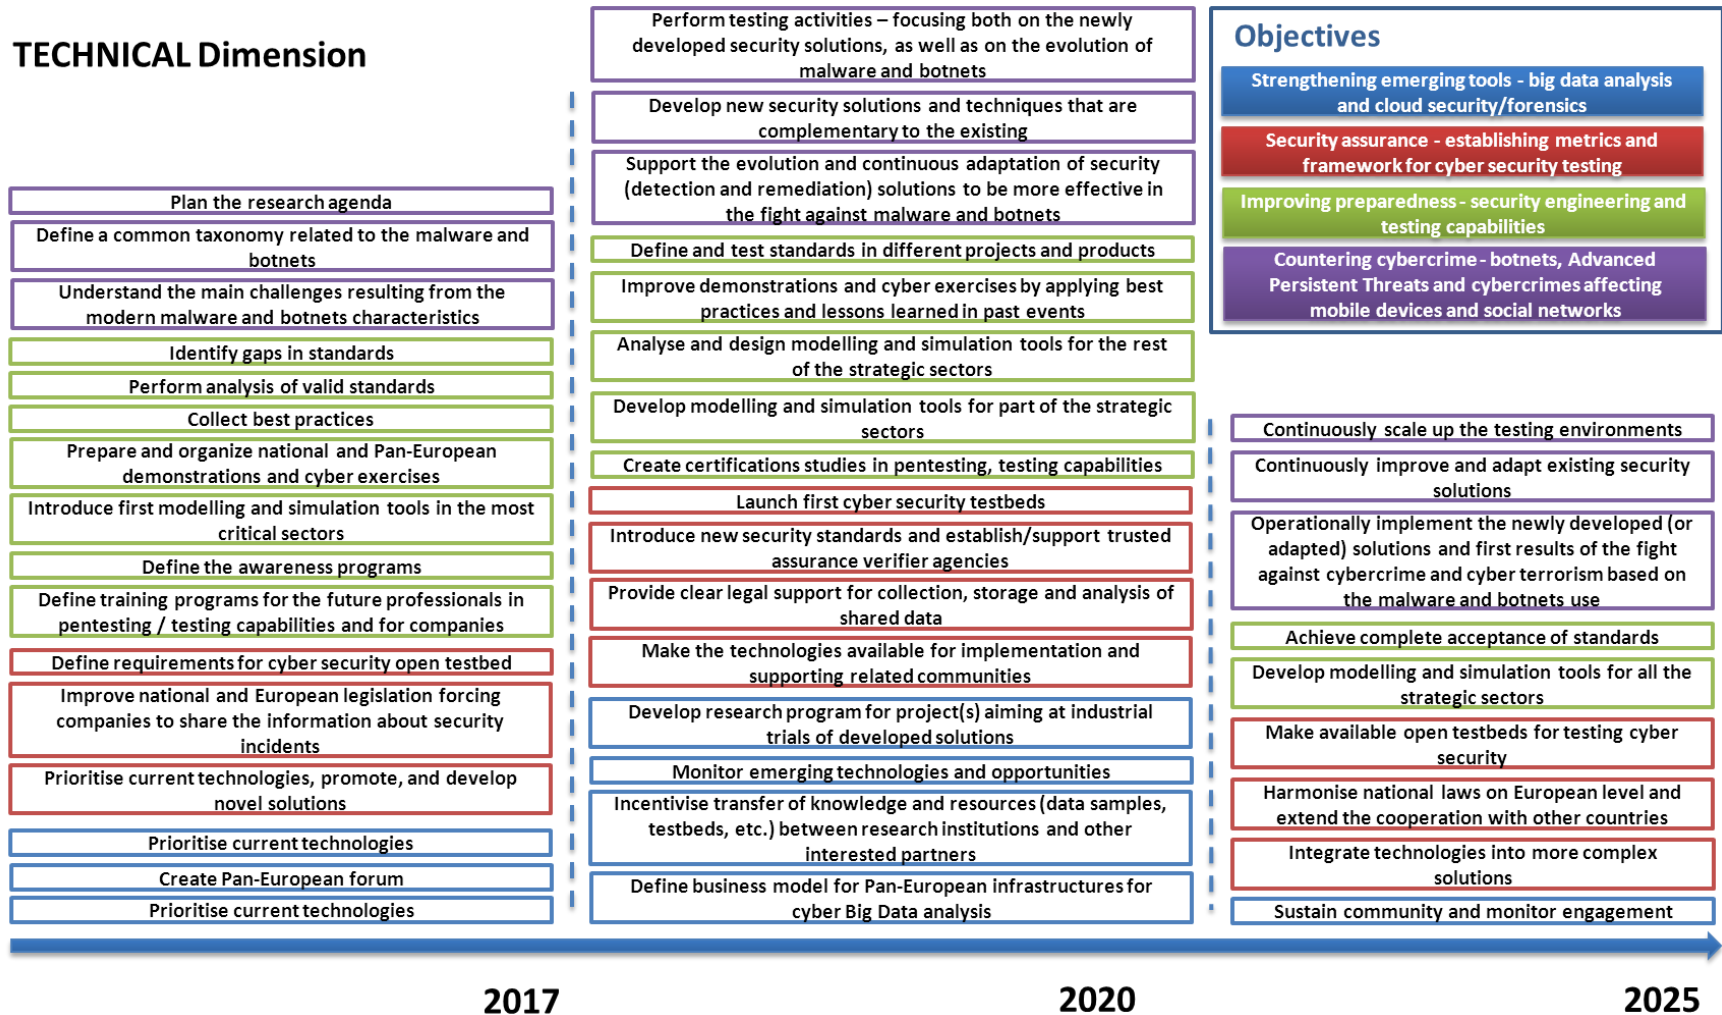 TECHNICAL Dimension
Plan the research agenda
Define a common taxonomy related to the malware and
botnets
Understand the main challenges resulting from the
modern malware and botnets characteristics
Identify gaps in standards
Perform analysis of valid standards
Collect best practices
Prepare and organize national and Pan-European
demonstrations and cyber exercises
Introduce first modelling and simulation tools in the most
critical sectors
Define the awareness programs
Define training programs for the future professionals in
pentesting / testing capabilities and for companies
Define requirements for cyber security open testbed
Improve national and European legislation forcing
companies to share the information about security
incidents
Prioritise current technologies, promote, and develop
novel solutions
Prioritise current technologies
Create Pan-European forum
Prioritise current technologies
Perform testing activities – focusing both on the newly
developed security solutions, as well as on the evolution of
malware and botnets
Develop new security solutions and techniques that are
complementary to the existing
Support the evolution and continuous adaptation of security
(detection and remediation) solutions to be more effective in
the fight against malware and botnets
Define and test standards in different projects and products
Improve demonstrations and cyber exercises by applying best
practices and lessons learned in past events
Analyse and design modelling and simulation tools for the rest
of the strategic sectors
Develop modelling and simulation tools for part of the strategic
sectors
Create certifications studies in pentesting, testing capabilities
Launch first cyber security testbeds
Introduce new security standards and establish/support trusted
assurance verifier agencies
Provide clear legal support for collection, storage and analysis of
shared data
Make the technologies available for implementation and
supporting related communities
Develop research program for project(s) aiming at industrial
trials of developed solutions
Monitor emerging technologies and opportunities
Incentivise transfer of knowledge and resources (data samples,
testbeds, etc.) between research institutions and other
interested partners
Define business model for Pan-European infrastructures for
cyber Big Data analysis
Objectives
Strengthening emerging tools - big data analysis
and cloud security/forensics
Security assurance - establishing metrics and
framework for cyber security testing
Improving preparedness - security engineering and
testing capabilities
Countering cybercrime - botnets, Advanced
Persistent Threats and cybercrimes affecting
mobile devices and social networks
Continuously scale up the testing environments
Continuously improve and adapt existing security
solutions
Operationally implement the newly developed (or
adapted) solutions and first results of the fight
against cybercrime and cyber terrorism based on
the malware and botnets use
Achieve complete acceptance of standards
Develop modelling and simulation tools for all the
strategic sectors
Make available open testbeds for testing cyber
security
Harmonise national laws on European level and
extend the cooperation with other countries
Integrate technologies into more complex
solutions
Sustain community and monitor engagement
2017
2020
2025